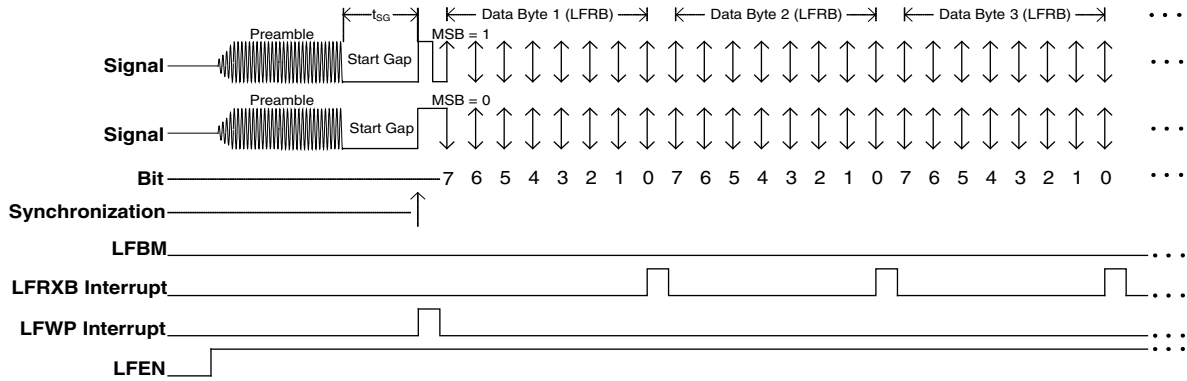 tSG
Data Byte 1 (LFRB)
Data Byte 2 (LFRB)
Data Byte 3 (LFRB)
• • •
Preamble
MSB = 1
Signal
Start Gap
• • •
Preamble
MSB = 0
Signal
Start Gap
• • •
Bit 7 6 5 4 3 2 1 0 7 6 5 4 3 2 1 0 7 6 5 4 3 2 1 0 • • •
Synchronization
LFBM • • •
LFRXB Interrupt • • •
LFWP Interrupt • • •
LFEN • • •